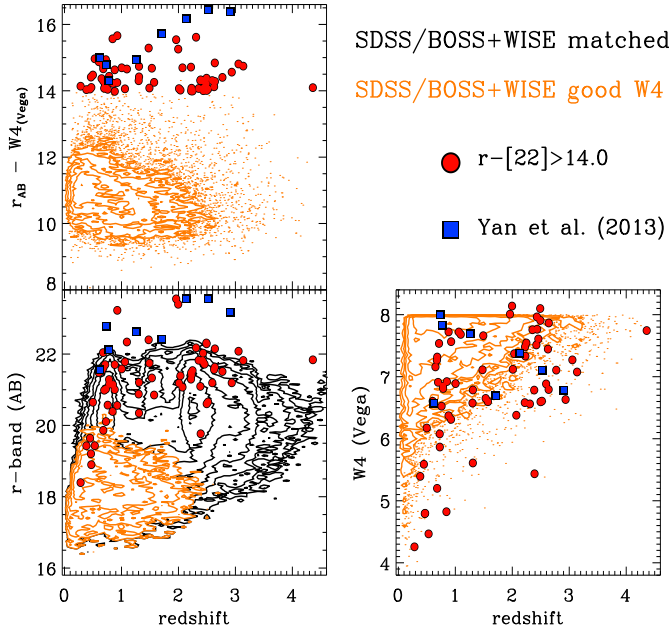 SDSS/BOSS+WISE matched
SDSS/BOSS+WISE good W4
r-[22]>14.0
Yan et al. (2013)
r_AB - W4_(Vega)
16
14
12
10
8
r-band (AB)
22
20
18
16
0 1 2 3 4
redshift
W4 (Vega)
8
7
6
5
4
0 1 2 3 4
redshift